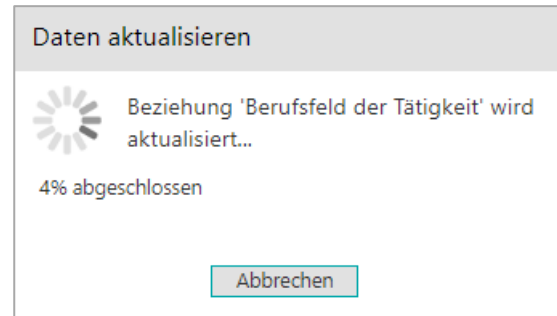 Daten aktualisieren
Beziehung 'Berufsfeld der Tätigkeit' wird
aktualisiert...
4% abgeschlossen
Abbrechen